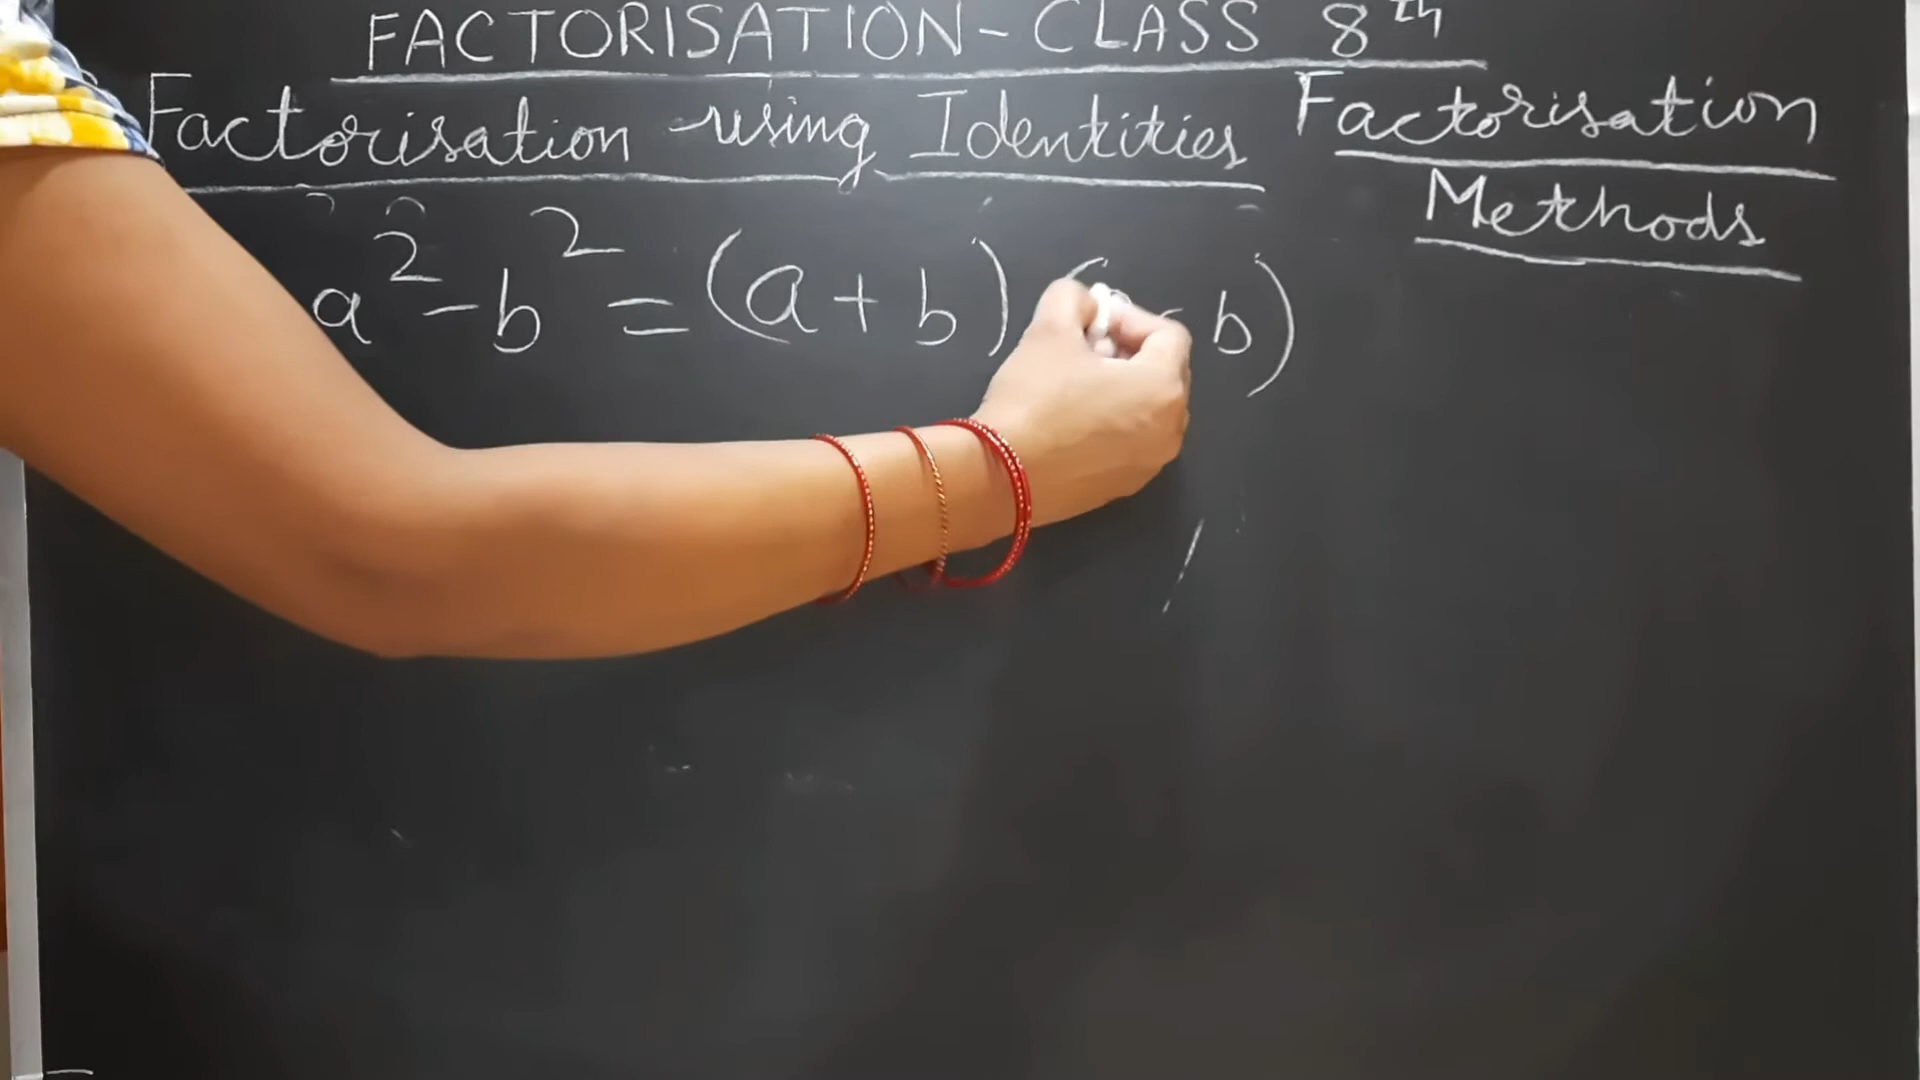 FACTORISATION - CLASS 8th
Factorisation using Identities
Factorisation
Methods
a² - b² = (a + b) ( - b)